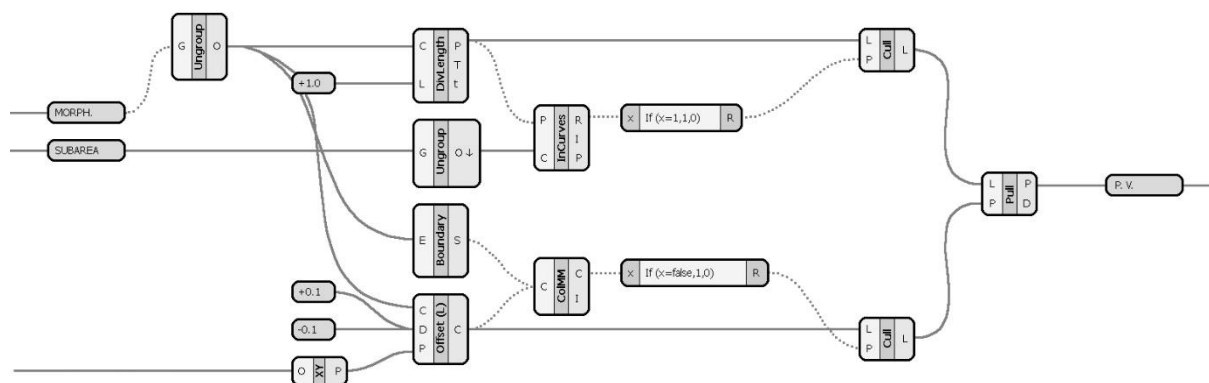 G Ungroup O
MORPH.
SUBAREA
+1.0
C P
DivLength
T
L t
G Ungroup O↓
P R
InCurves
I
C P
x If (x=1,1,0) R
L L
Cull
P
E Boundary S
+0.1
-0.1
O XY P
C
D Offset (L) C
P
C
ColMM
C I
x If (x=false,1,0) R
L L
Cull
P
L P
Pull
P D
P. V.